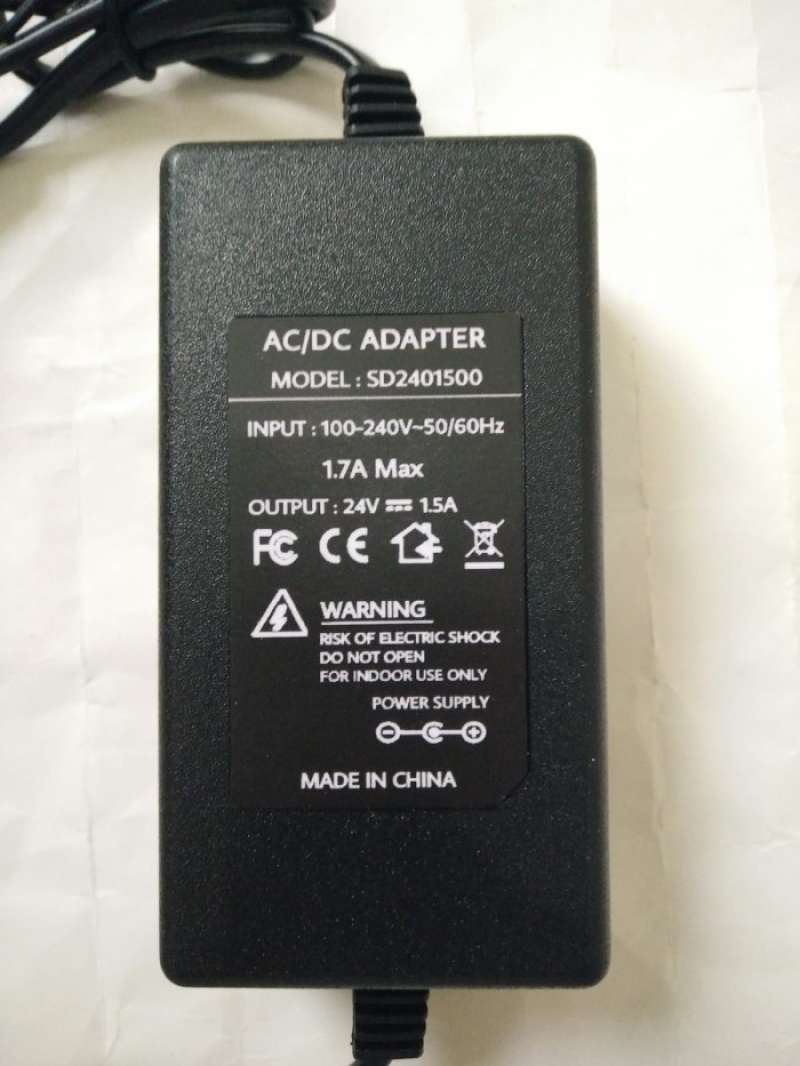 AC/DC ADAPTER
MODEL : SD2401500
INPUT : 100-240V~50/60Hz
1.7A Max
OUTPUT : 24V ⎓ 1.5A
FC CE
WARNING
RISK OF ELECTRIC SHOCK
DO NOT OPEN
FOR INDOOR USE ONLY
POWER SUPPLY
MADE IN CHINA